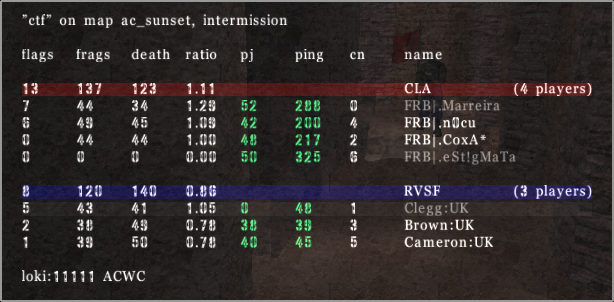 "ctf" on map ac_sunset, intermission
flags frags death ratio pj ping cn name
13 137 123 1.11 CLA (4 players)
7 44 34 1.29 52 288 0 FRB|.Marreira
6 49 45 1.09 42 200 4 FRB|.n0cu
0 44 44 1.00 48 217 2 FRB|.CoxA*
0 0 0 0.00 50 325 6 FRB|.eSt!gMaTa
8 120 140 0.86 RVSF (3 players)
5 43 41 1.05 0 48 1 Clegg:UK
2 38 49 0.78 38 39 3 Brown:UK
1 39 50 0.78 40 45 5 Cameron:UK
loki:11111 ACWC